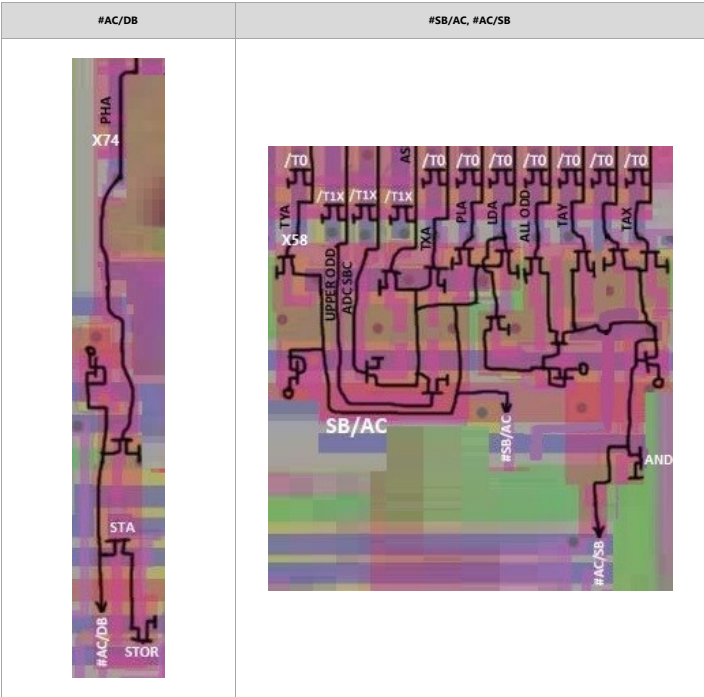 #AC/DB
#SB/AC, #AC/SB
PHA
X74
STA
#AC/DB
STOR
/T0
AS
/T0
/T0
/T0
/T0
/T0
/T0
/T0
/T1X
/T1X
/T1X
TYA
X58
UPPER ODD
ADC SBC
TXA
PLA
LDA
ALL ODD
TAY
TAX
SB/AC
#SB/AC
AND
#AC/SB